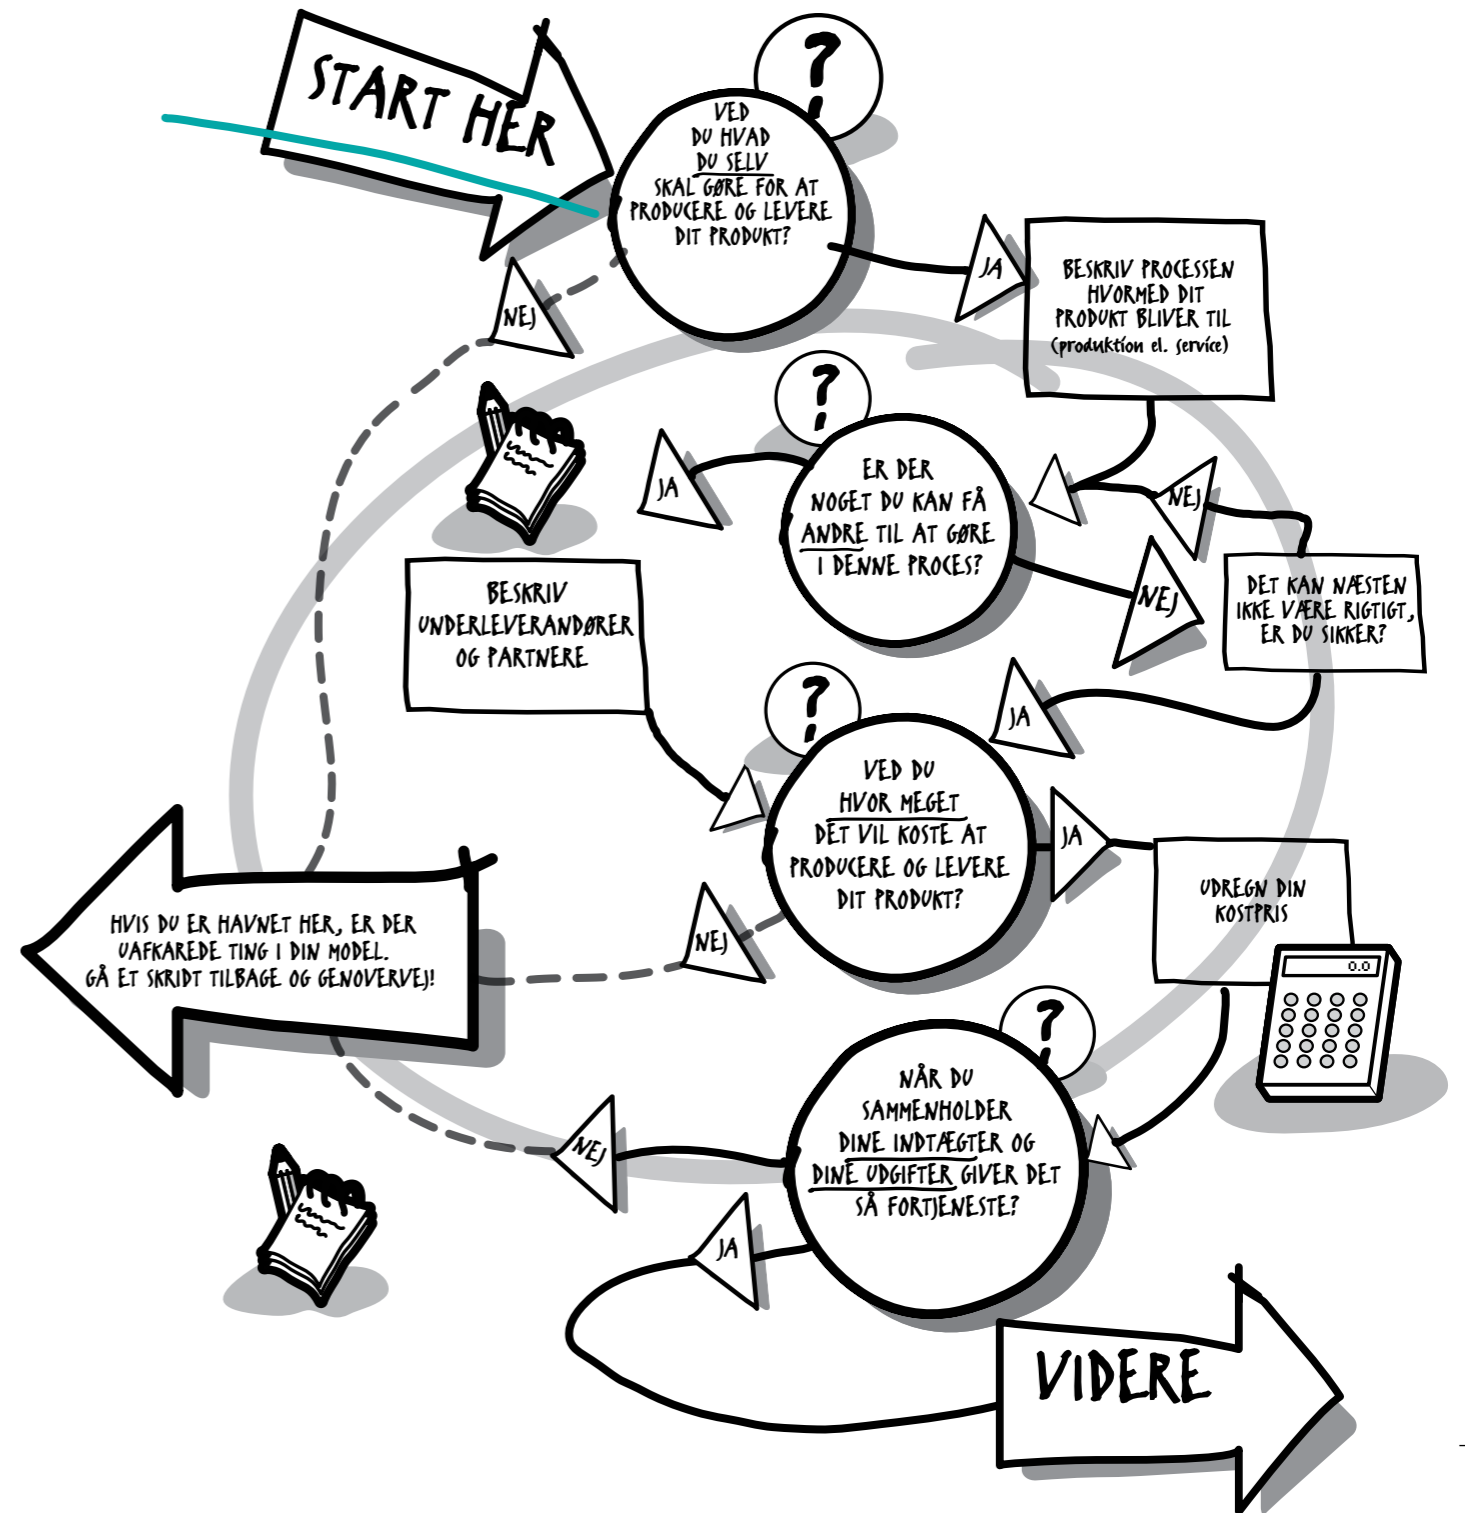 START HER
?
VED
DU HVAD
DU SELV
SKAL GØRE FOR AT
PRODUCERE OG LEVERE
DIT PRODUKT?
JA
NEJ
BESKRIV PROCESSEN
HVORMED DIT
PRODUKT BLIVER TIL
(produktion el. service)
?
ER DER
NOGET DU KAN FÅ
ANDRE TIL AT GØRE
I DENNE PROCES?
JA
NEJ
NEJ
DET KAN NÆSTEN
IKKE VÆRE RIGTIGT,
ER DU SIKKER?
JA
BESKRIV
UNDERLEVERANDØRER
OG PARTNERE
?
VED DU
HVOR MEGET
DET VIL KOSTE AT
PRODUCERE OG LEVERE
DIT PRODUKT?
JA
NEJ
UDREGN DIN
KOSTPRIS
0.0
HVIS DU ER HAVNET HER, ER DER
UAFKAREDE TING I DIN MODEL.
GÅ ET SKRIDT TILBAGE OG GENOVERVEJ!
?
NÅR DU
SAMMENHOLDER
DINE INDTÆGTER OG
DINE UDGIFTER GIVER DET
SÅ FORTJENESTE?
NEJ
JA
VIDERE